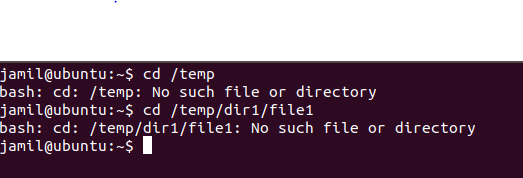 jamil@ubuntu:~$ cd /temp
bash: cd: /temp: No such file or directory
jamil@ubuntu:~$ cd /temp/dir1/file1
bash: cd: /temp/dir1/file1: No such file or directory
jamil@ubuntu:~$